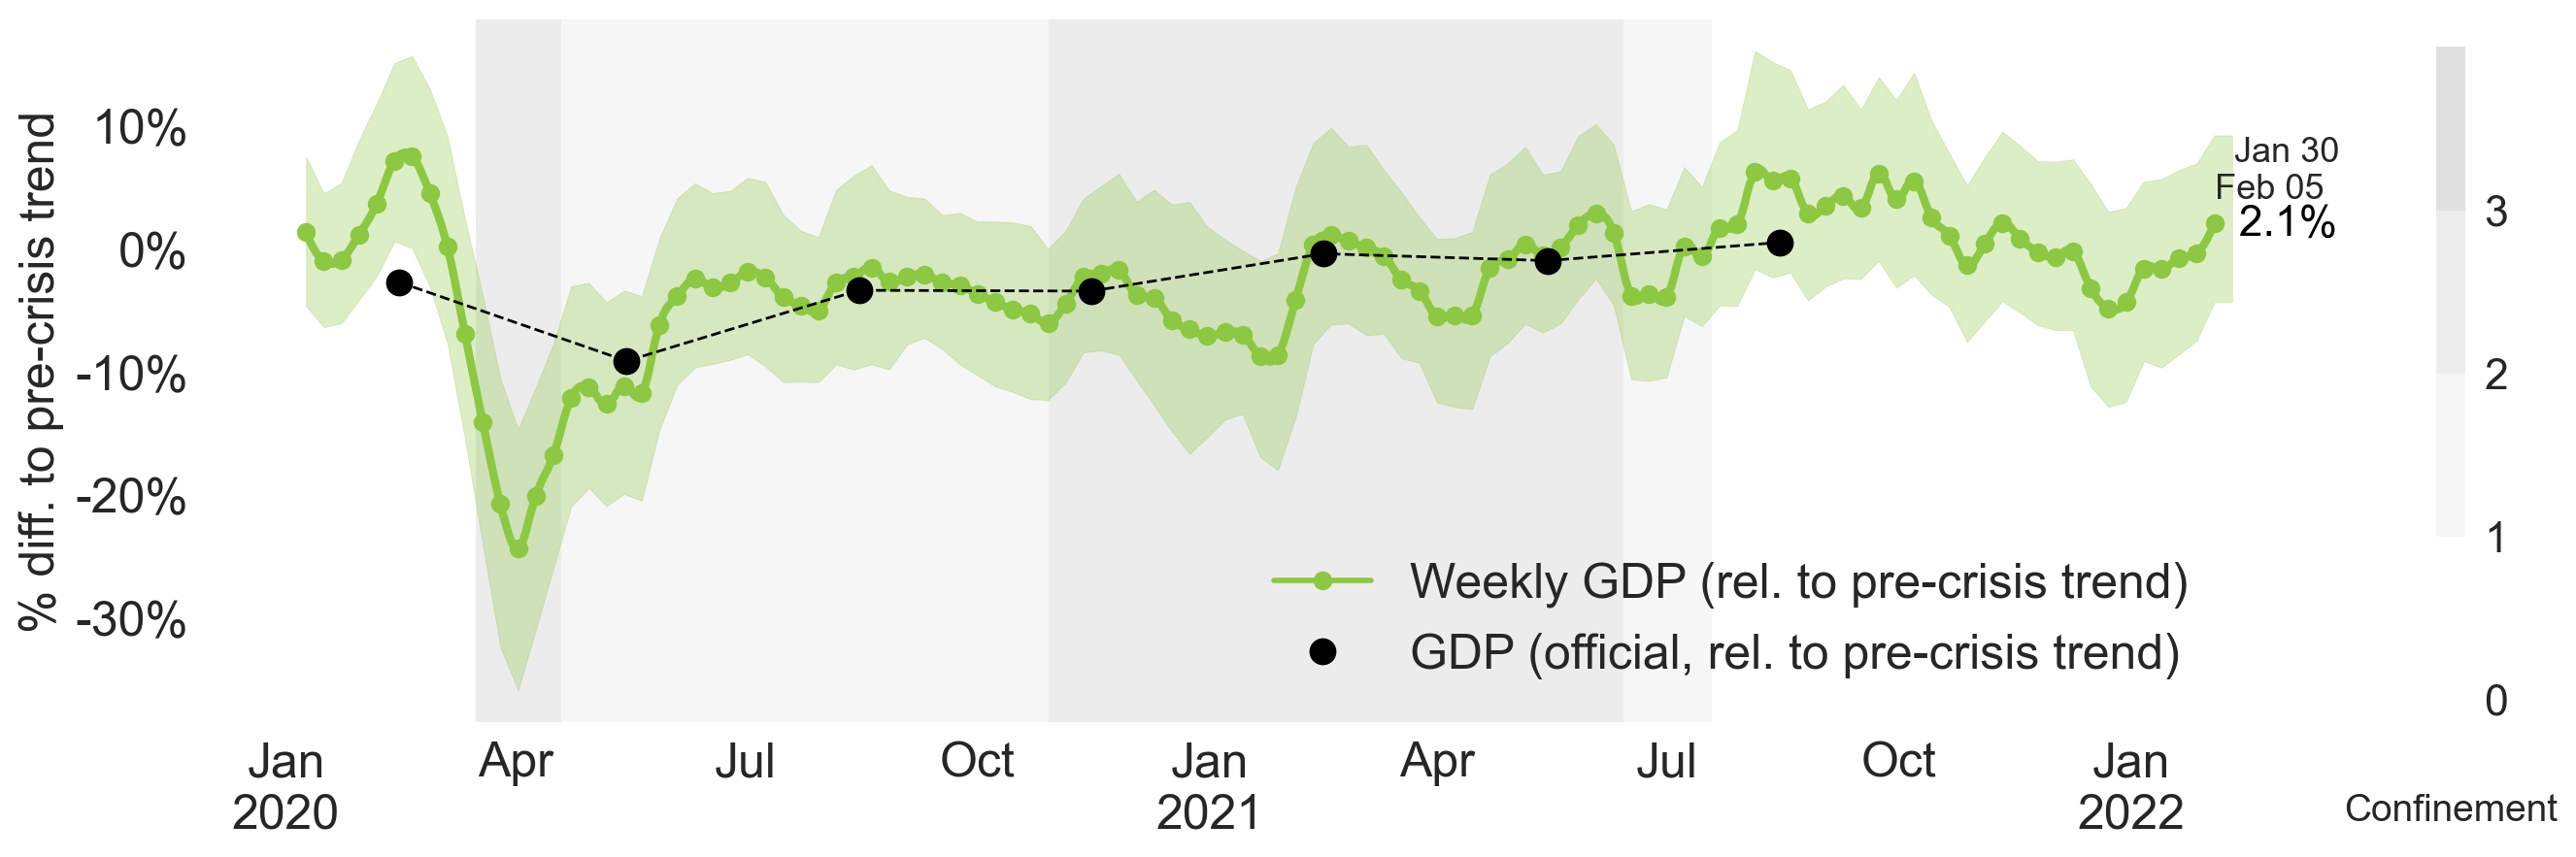 % diff. to pre-crisis trend
10%
0%
-10%
-20%
-30%
Jan 30
Feb 05
2.1%
Weekly GDP (rel. to pre-crisis trend)
GDP (official, rel. to pre-crisis trend)
Jan
2020
Apr
Jul
Oct
Jan
2021
Apr
Jul
Oct
Jan
2022
3
2
1
0
Confinement